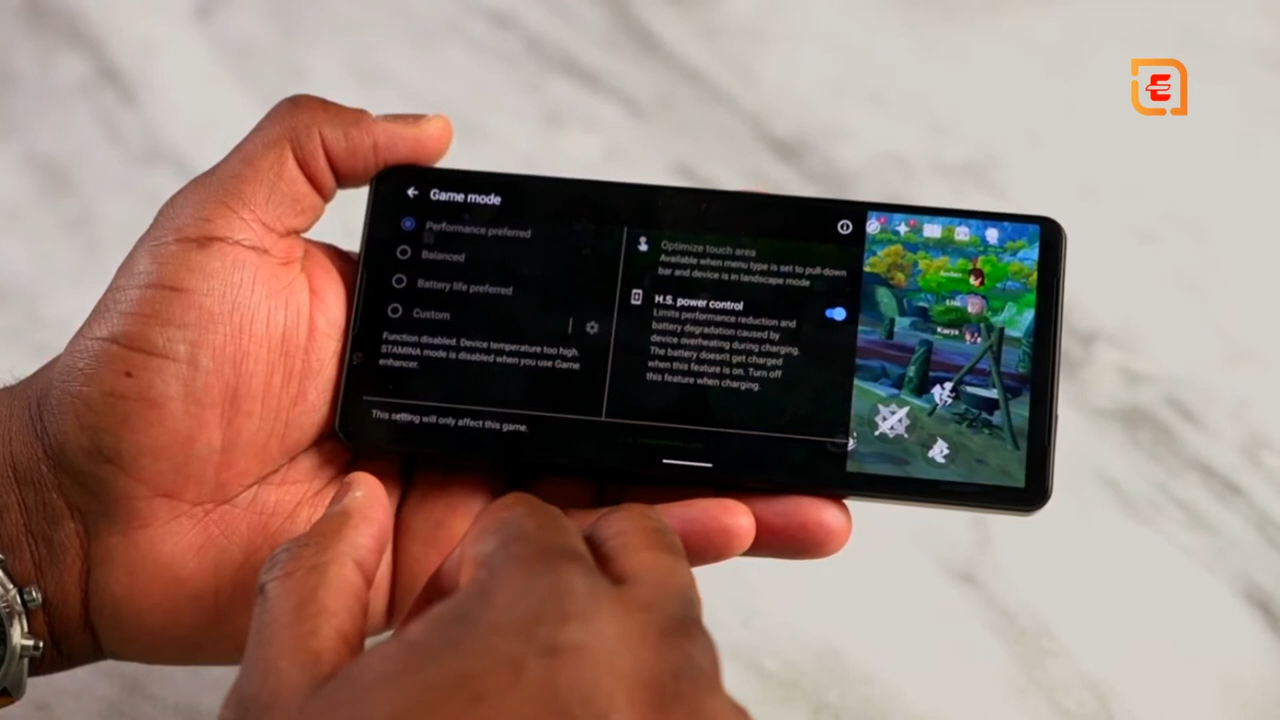 Game mode
Performance preferred
Balanced
Battery life preferred
Custom
Function disabled. Device temperature too high.
STAMINA mode is disabled when you use Game
enhancer.
This setting will only affect this game.
Optimize touch area
Available when menu type is set to pull-down
bar and device is in landscape mode
H.S. power control
Limits performance reduction and
battery degradation caused by
device overheating during charging.
The battery doesn't get charged
when this feature is on. Turn off
this feature when charging.
Amber
Lisa
Kaeya
E